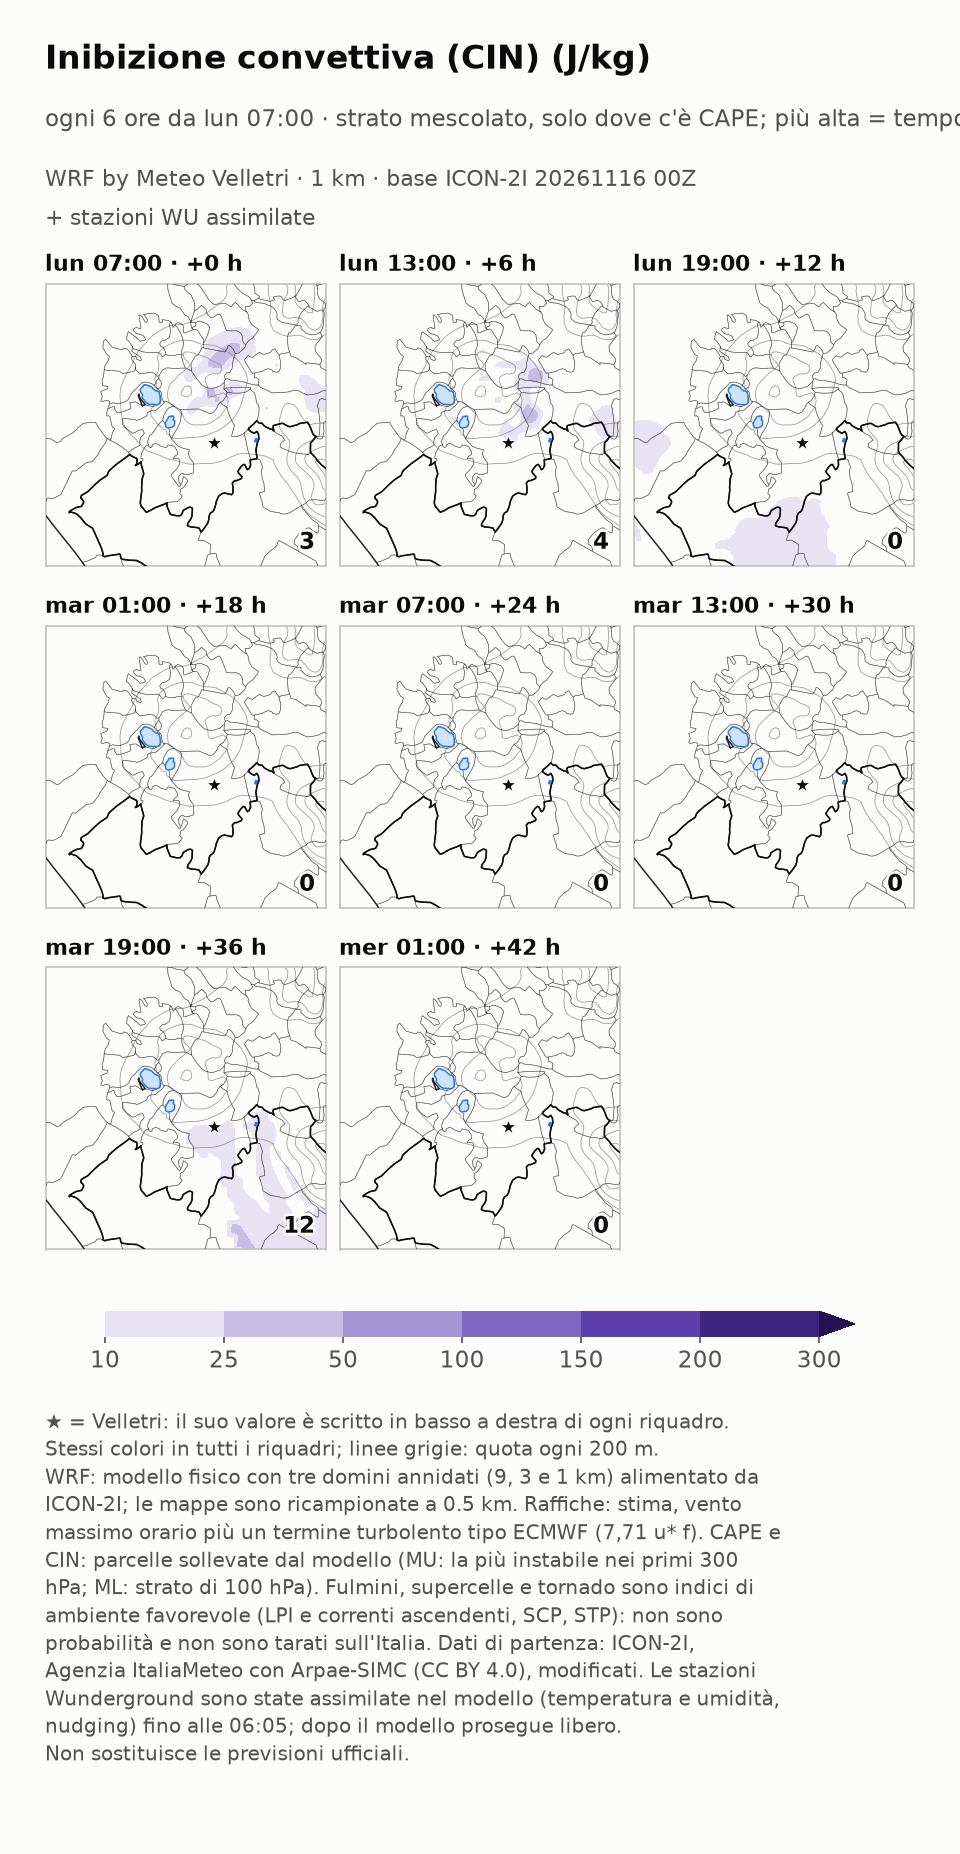 Inibizione convettiva (CIN) (J/kg)
ogni 6 ore da lun 07:00 · strato mescolato, solo dove c'è CAPE; più alta = tempo
WRF by Meteo Velletri · 1 km · base ICON-2I 20261116 00Z
+ stazioni WU assimilate
lun 07:00 · +0 h
lun 13:00 · +6 h
lun 19:00 · +12 h
3
4
0
mar 01:00 · +18 h
mar 07:00 · +24 h
mar 13:00 · +30 h
0
0
0
mar 19:00 · +36 h
mer 01:00 · +42 h
12
0
10 25 50 100 150 200 300
★ = Velletri: il suo valore è scritto in basso a destra di ogni riquadro.
Stessi colori in tutti i riquadri; linee grigie: quota ogni 200 m.
WRF: modello fisico con tre domini annidati (9, 3 e 1 km) alimentato da
ICON-2I; le mappe sono ricampionate a 0.5 km. Raffiche: stima, vento
massimo orario più un termine turbolento tipo ECMWF (7,71 u* f). CAPE e
CIN: parcelle sollevate dal modello (MU: la più instabile nei primi 300
hPa; ML: strato di 100 hPa). Fulmini, supercelle e tornado sono indici di
ambiente favorevole (LPI e correnti ascendenti, SCP, STP): non sono
probabilità e non sono tarati sull'Italia. Dati di partenza: ICON-2I,
Agenzia ItaliaMeteo con Arpae-SIMC (CC BY 4.0), modificati. Le stazioni
Wunderground sono state assimilate nel modello (temperatura e umidità,
nudging) fino alle 06:05; dopo il modello prosegue libero.
Non sostituisce le previsioni ufficiali.